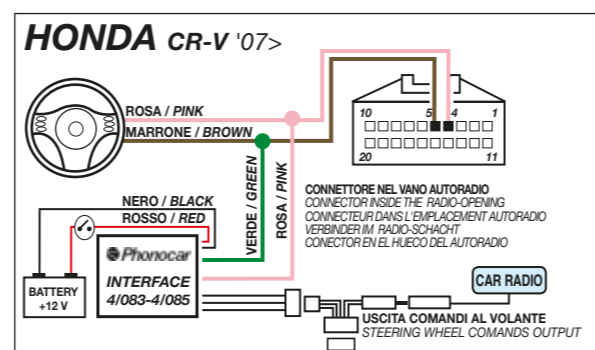 HONDA CR-V '07>
ROSA / PINK
MARRONE / BROWN
10 5 4 1
20 11
VERDE / GREEN
ROSA / PINK
CONNETTORE NEL VANO AUTORADIO
CONNECTOR INSIDE THE RADIO-OPENING
CONNECTEUR DANS L'EMPLACEMENT AUTORADIO
VERBINDER IM RADIO-SCHACHT
CONECTOR EN EL HUECO DEL AUTORADIO
NERO / BLACK
ROSSO / RED
Phonocar
INTERFACE
4/083-4/085
BATTERY
+12 V
CAR RADIO
USCITA COMANDI AL VOLANTE
STEERING WHEEL COMANDS OUTPUT